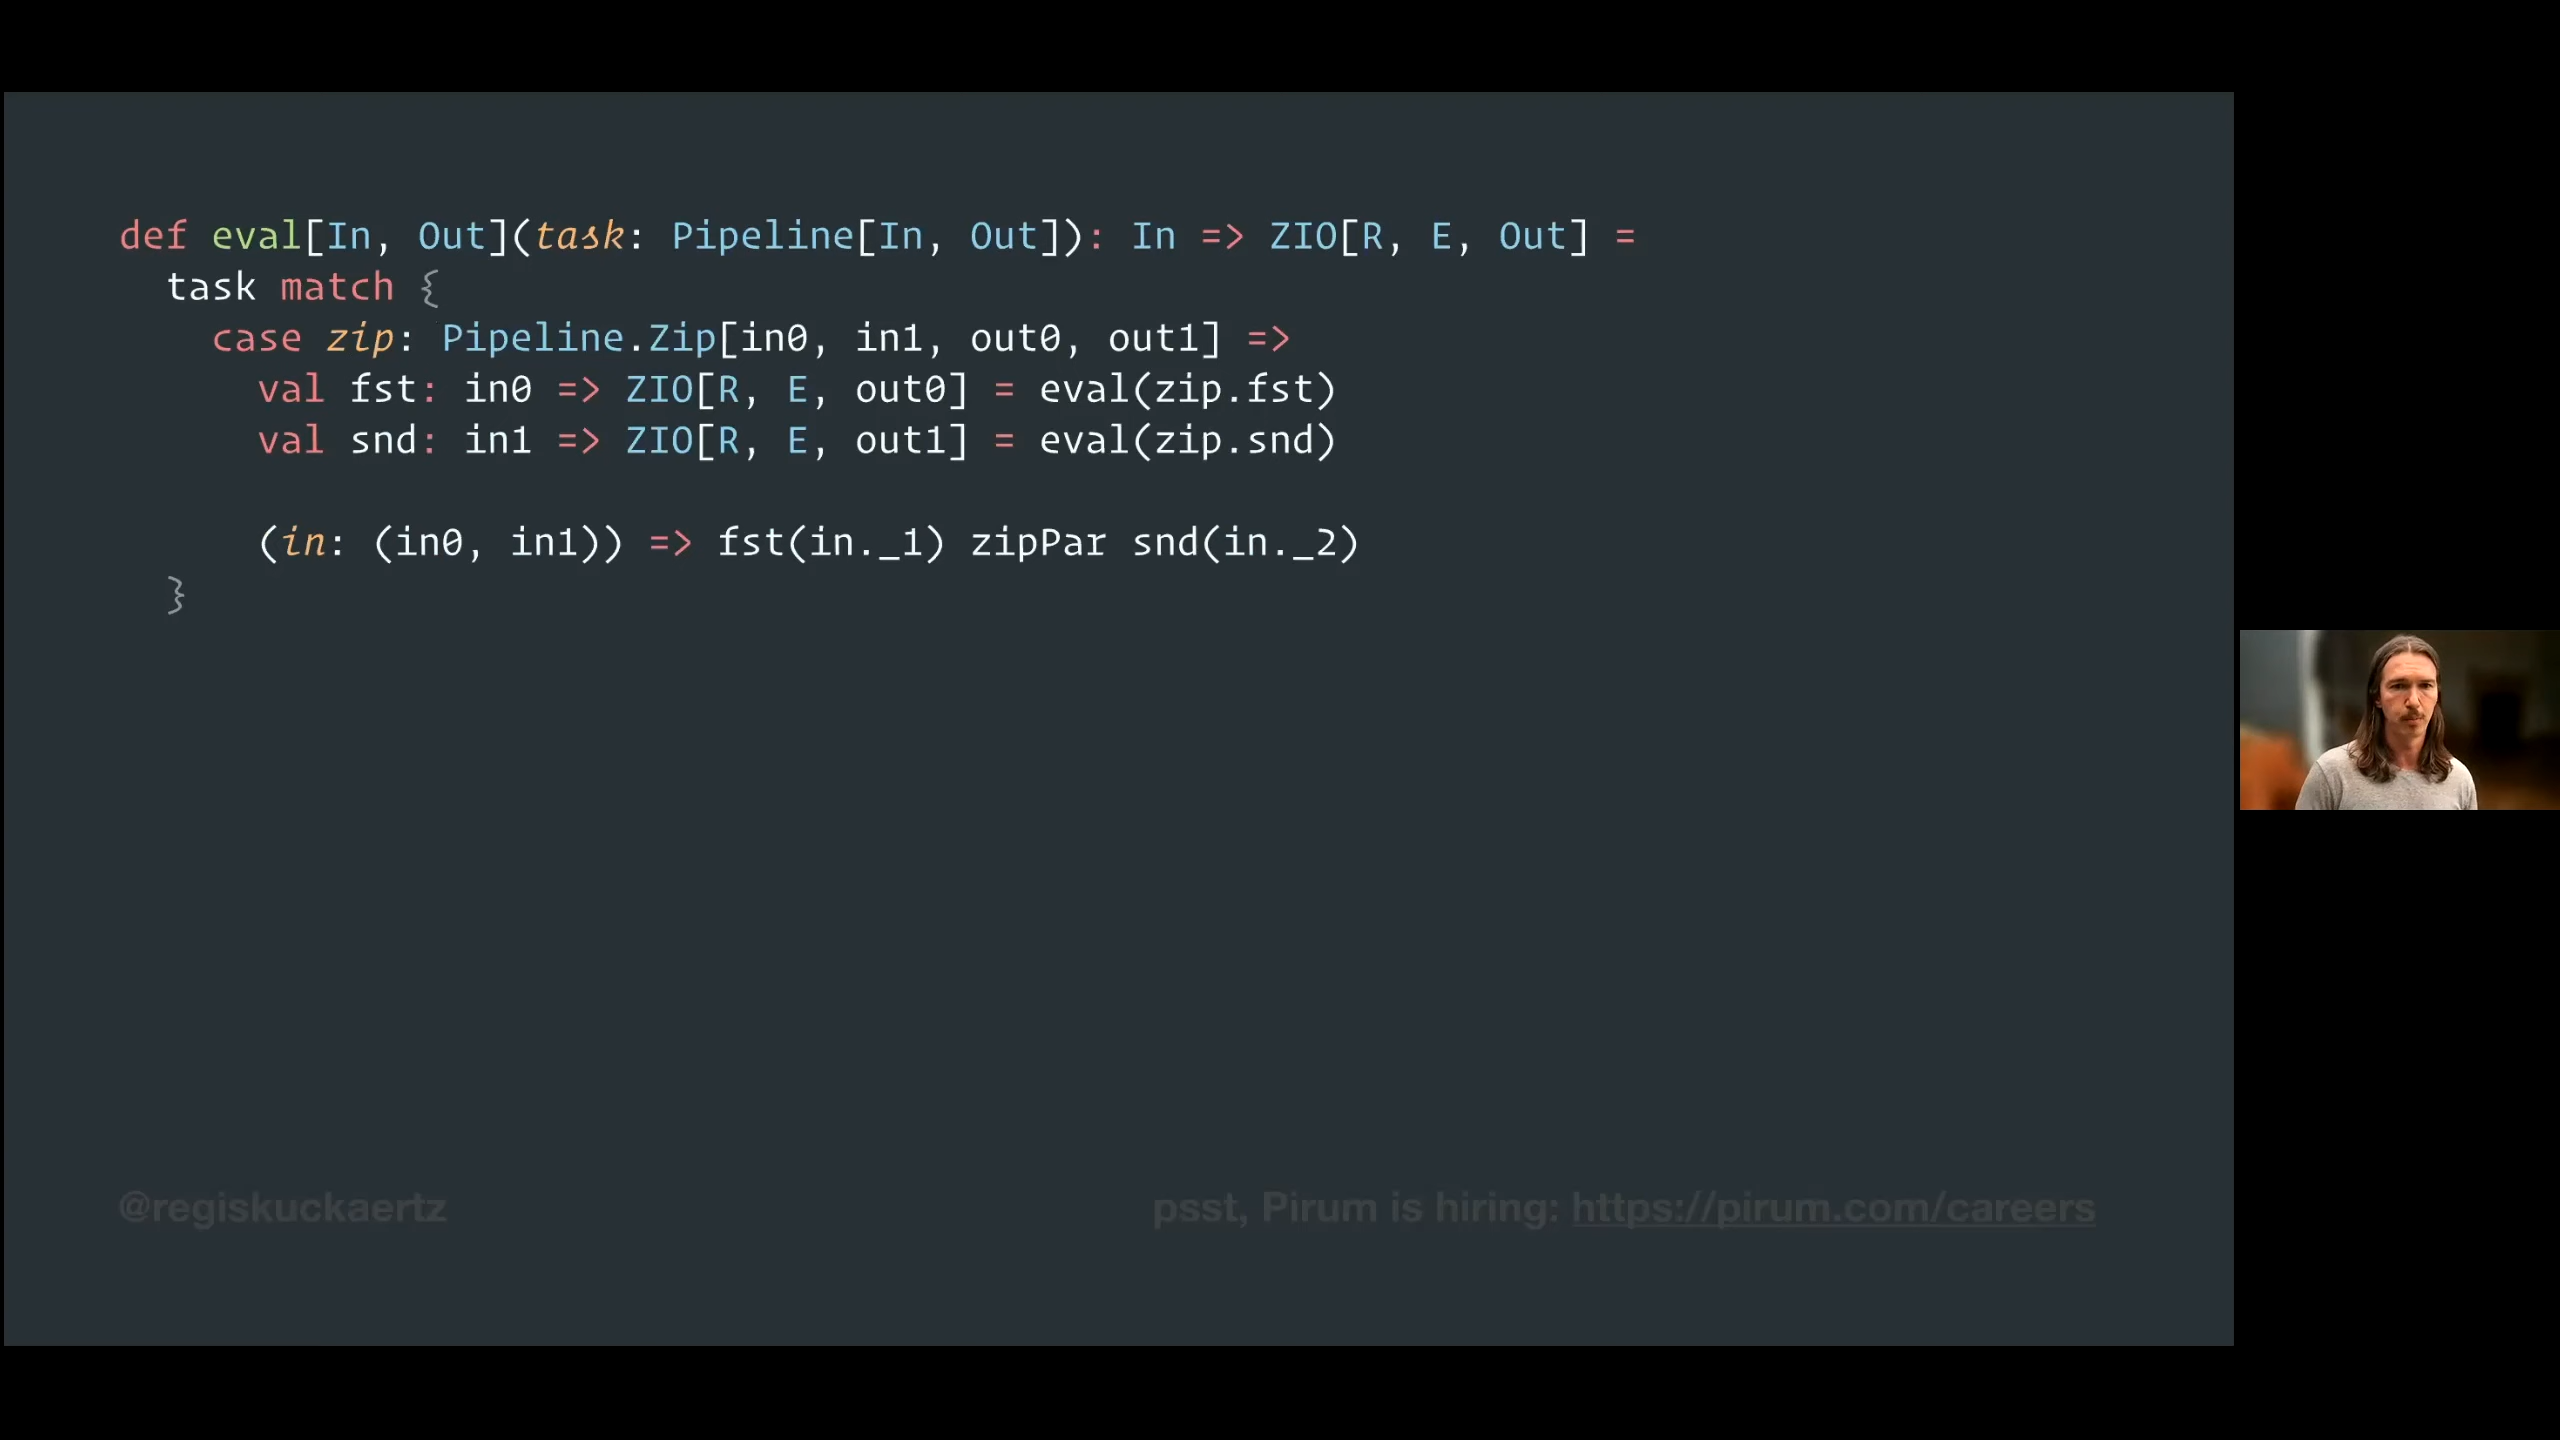 def eval[In, Out](task: Pipeline[In, Out]): In => ZIO[R, E, Out] =
task match {
case zip: Pipeline.Zip[in0, in1, out0, out1] =>
val fst: in0 => ZIO[R, E, out0] = eval(zip.fst)
val snd: in1 => ZIO[R, E, out1] = eval(zip.snd)
(in: (in0, in1)) => fst(in._1) zipPar snd(in._2)
}
@regiskuckaertz
psst, Pirum is hiring: https://pirum.com/careers